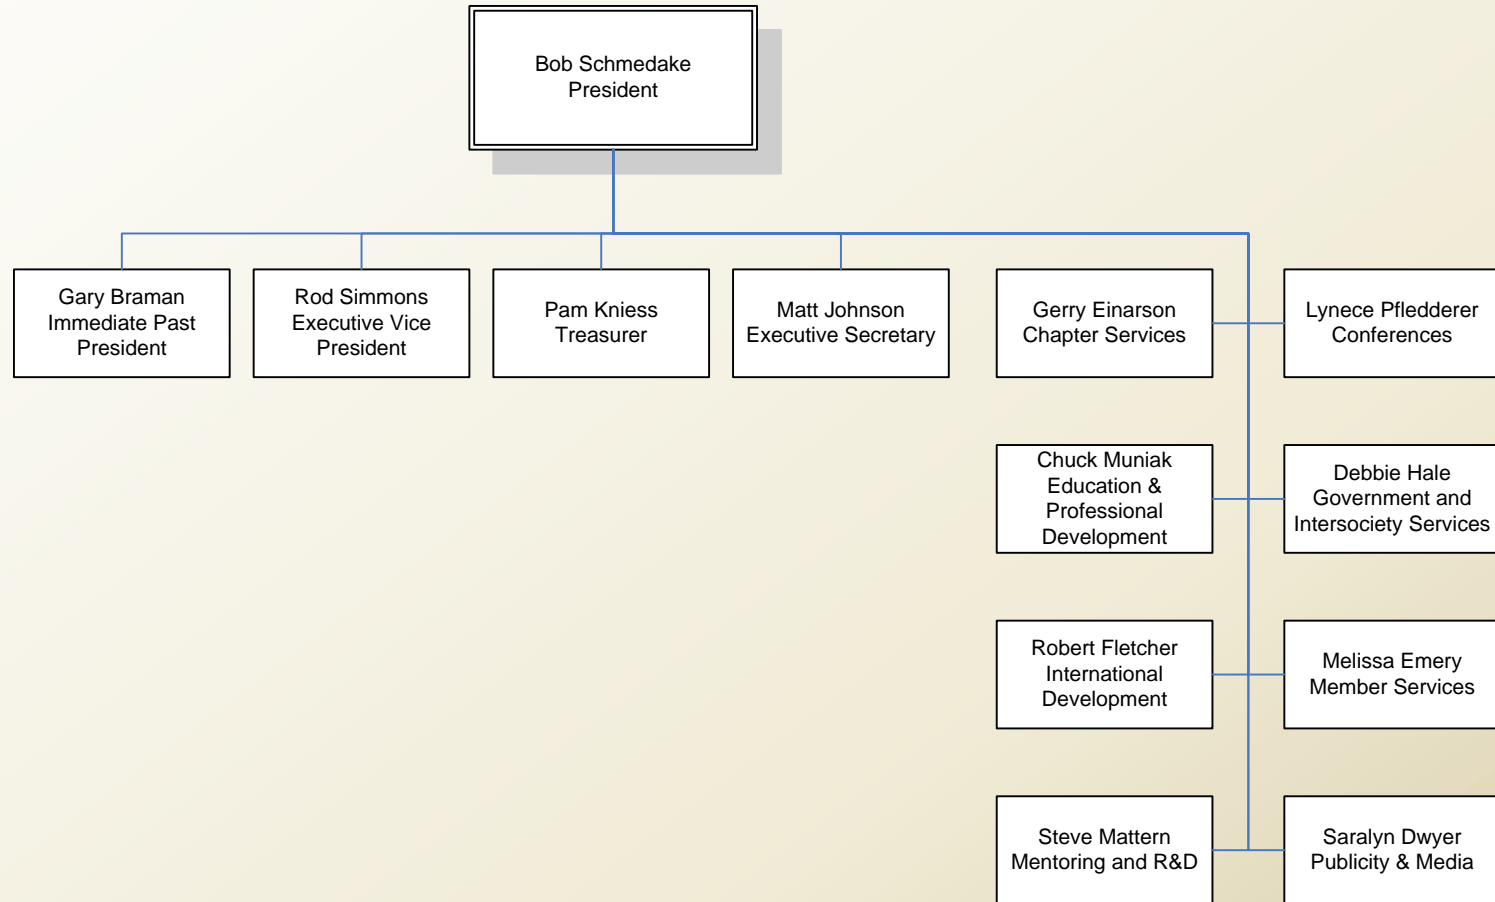 Bob Schmedake
President
Gary Braman
Immediate Past
President
Rod Simmons
Executive Vice
President
Pam Kniess
Treasurer
Matt Johnson
Executive Secretary
Gerry Einarson
Chapter Services
Lynece Pfledderer
Conferences
Chuck Muniak
Education &
Professional
Development
Debbie Hale
Government and
Intersociety Services
Robert Fletcher
International
Development
Melissa Emery
Member Services
Steve Mattern
Mentoring and R&D
Saralyn Dwyer
Publicity & Media